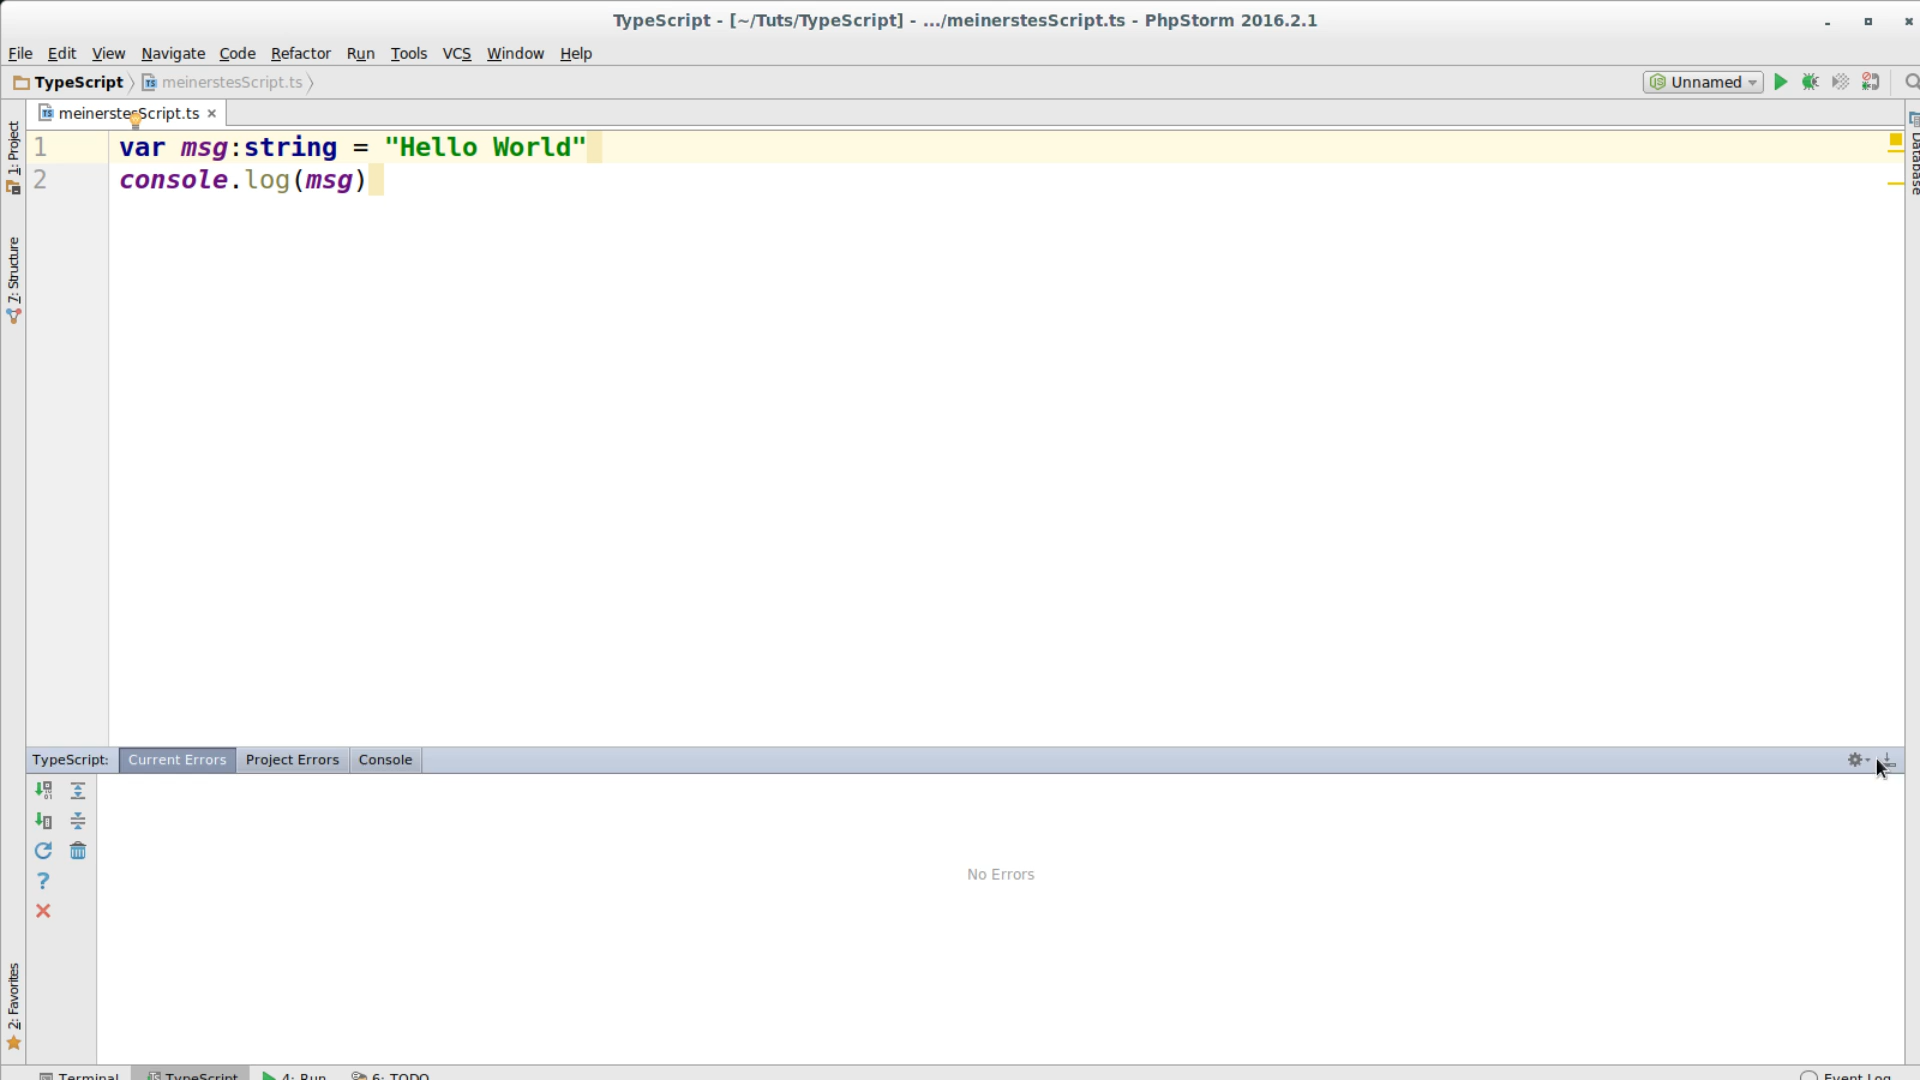 TypeScript - [~/Tuts/TypeScript] - .../meinerstesScript.ts - PhpStorm 2016.2.1
File Edit View Navigate Code Refactor Run Tools VCS Window Help
TypeScript meinerstesScript.ts Unnamed
meinerstesScript.ts
1: Project
7: Structure
2: Favorites
Database
1 var msg:string = "Hello World"
2 console.log(msg)
TypeScript: Current Errors Project Errors Console
No Errors
Terminal TypeScript 4: Run 6: TODO Event Log